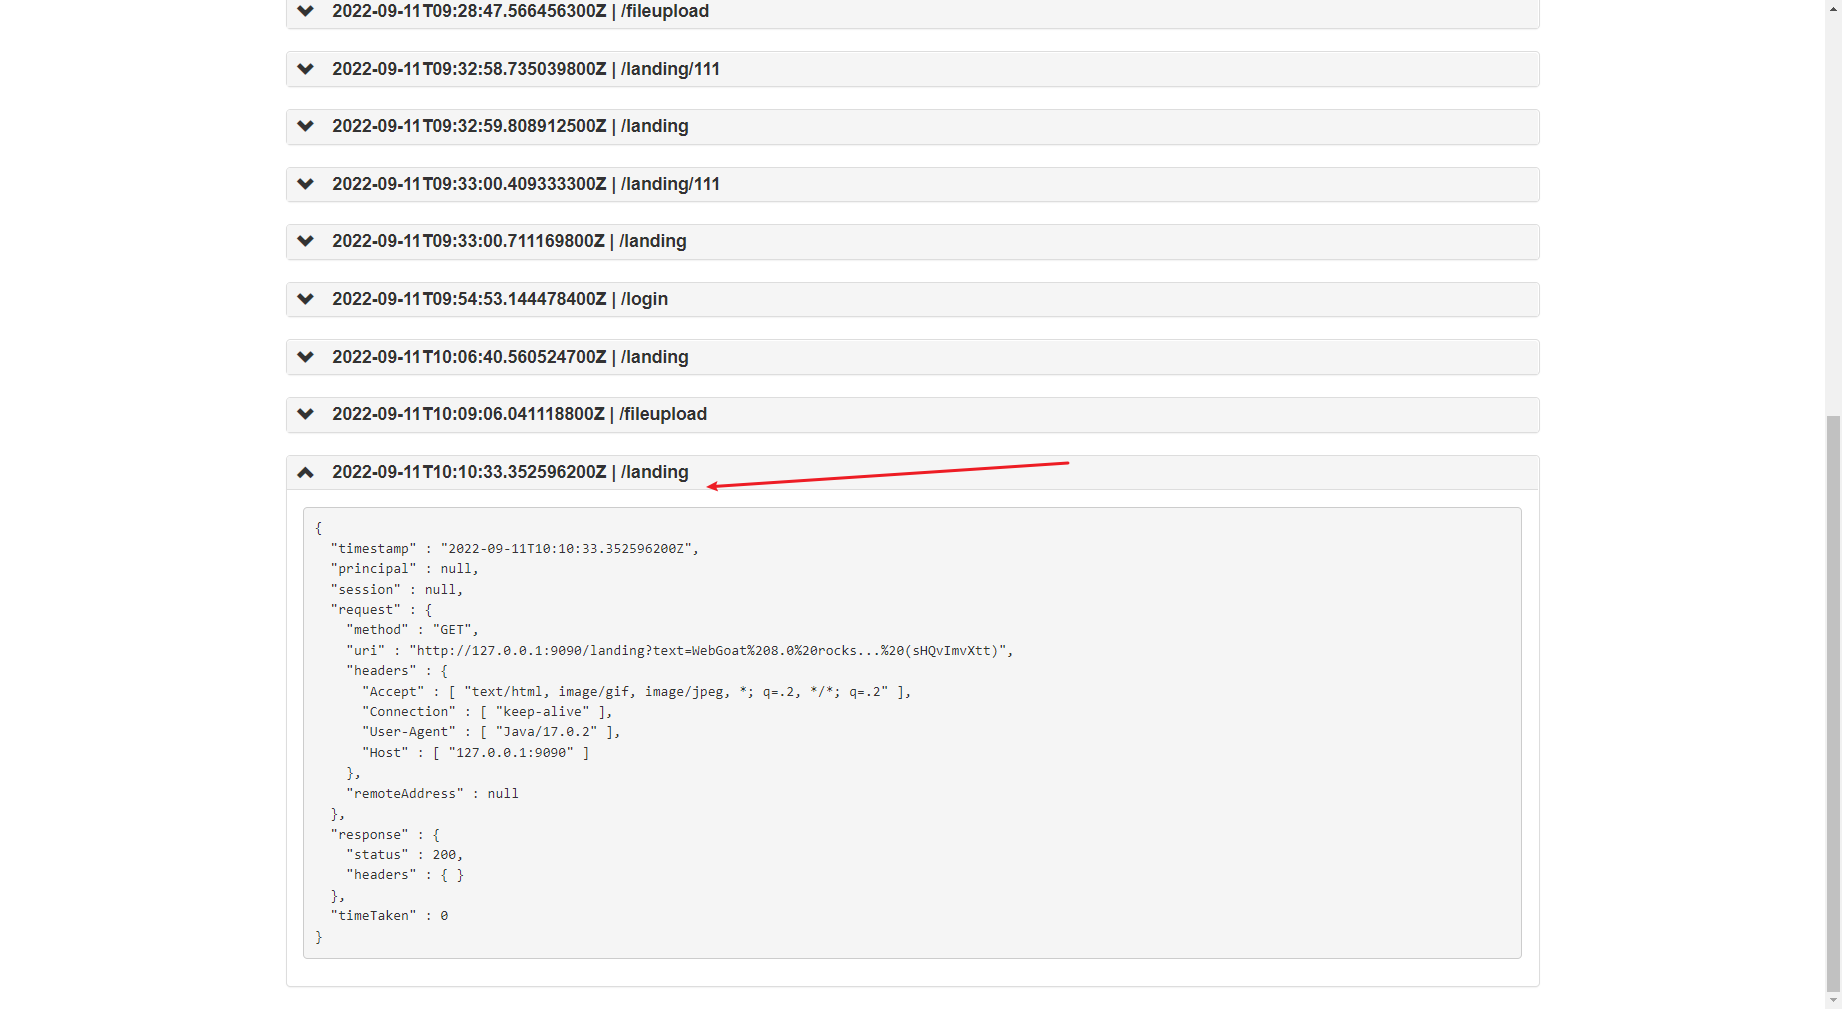 2022-09-11T09:28:47.566456300Z | /fileupload
2022-09-11T09:32:58.735039800Z | /landing/111
2022-09-11T09:32:59.808912500Z | /landing
2022-09-11T09:33:00.409333300Z | /landing/111
2022-09-11T09:33:00.711169800Z | /landing
2022-09-11T09:54:53.144478400Z | /login
2022-09-11T10:06:40.560524700Z | /landing
2022-09-11T10:09:06.041118800Z | /fileupload
2022-09-11T10:10:33.352596200Z | /landing
{
  "timestamp" : "2022-09-11T10:10:33.352596200Z",
  "principal" : null,
  "session" : null,
  "request" : {
    "method" : "GET",
    "uri" : "http://127.0.0.1:9090/landing?text=WebGoat%208.0%20rocks...%20(sHQvImvXtt)",
    "headers" : {
      "Accept" : [ "text/html, image/gif, image/jpeg, *; q=.2, */*; q=.2" ],
      "Connection" : [ "keep-alive" ],
      "User-Agent" : [ "Java/17.0.2" ],
      "Host" : [ "127.0.0.1:9090" ]
    },
    "remoteAddress" : null
  },
  "response" : {
    "status" : 200,
    "headers" : { }
  },
  "timeTaken" : 0
}